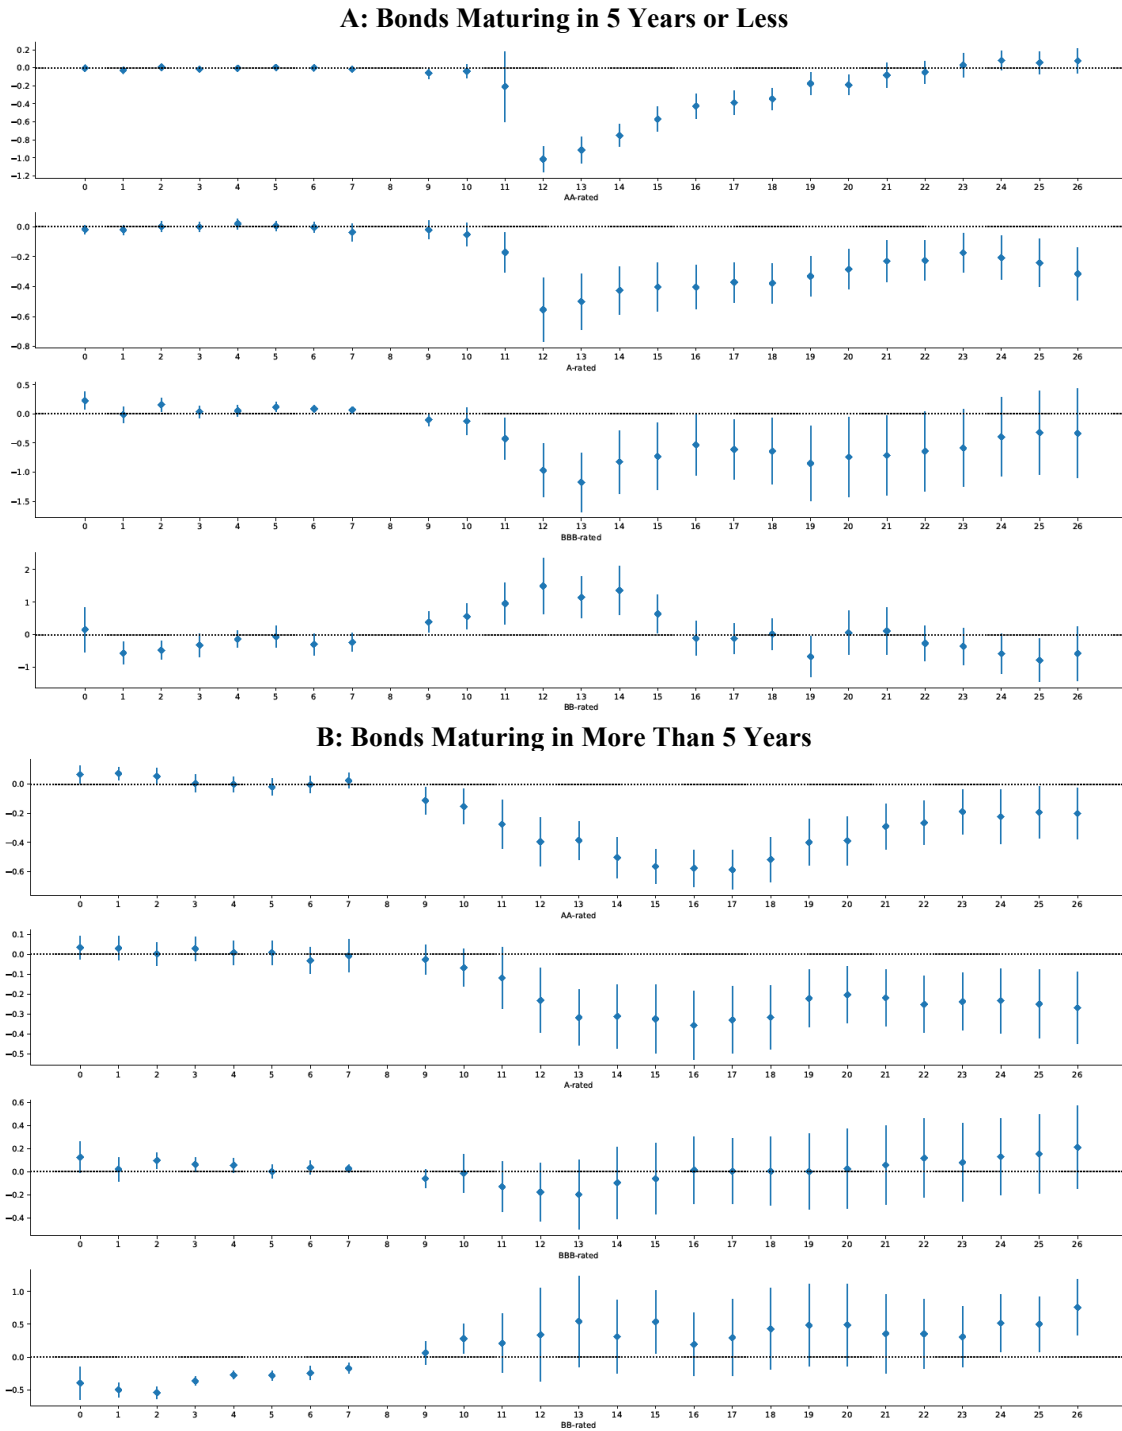 A: Bonds Maturing in 5 Years or Less
0.2
0.0
−0.2
−0.4
−0.6
−0.8
−1.0
−1.2
0 1 2 3 4 5 6 7 8 9 10 11 12 13 14 15 16 17 18 19 20 21 22 23 24 25 26
AA-rated
0.0
−0.2
−0.4
−0.6
−0.8
0 1 2 3 4 5 6 7 8 9 10 11 12 13 14 15 16 17 18 19 20 21 22 23 24 25 26
A-rated
0.5
0.0
−0.5
−1.0
−1.5
0 1 2 3 4 5 6 7 8 9 10 11 12 13 14 15 16 17 18 19 20 21 22 23 24 25 26
BBB-rated
2
1
0
−1
0 1 2 3 4 5 6 7 8 9 10 11 12 13 14 15 16 17 18 19 20 21 22 23 24 25 26
BB-rated
B: Bonds Maturing in More Than 5 Years
0.0
−0.2
−0.4
−0.6
0 1 2 3 4 5 6 7 8 9 10 11 12 13 14 15 16 17 18 19 20 21 22 23 24 25 26
AA-rated
0.1
0.0
−0.1
−0.2
−0.3
−0.4
−0.5
0 1 2 3 4 5 6 7 8 9 10 11 12 13 14 15 16 17 18 19 20 21 22 23 24 25 26
A-rated
0.6
0.4
0.2
0.0
−0.2
−0.4
0 1 2 3 4 5 6 7 8 9 10 11 12 13 14 15 16 17 18 19 20 21 22 23 24 25 26
BBB-rated
1.0
0.5
0.0
−0.5
0 1 2 3 4 5 6 7 8 9 10 11 12 13 14 15 16 17 18 19 20 21 22 23 24 25 26
BB-rated